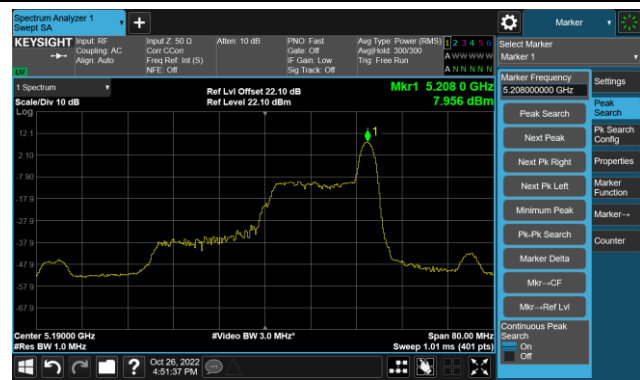 Spectrum Analyzer 1
Swept SA
+
Marker
KEYSIGHT
Input: RF
Coupling: AC
Align: Auto
Input Z: 50 Ω
Corr CCorr
Freq Ref: Int (S)
NFE: Off
Atten: 10 dB
PNO: Fast
Gate: Off
IF Gain: Low
Sig Track: Off
Avg Type: Power (RMS)
Avg|Hold: 300/300
Trig: Free Run
1 2 3 4 5 6
A W W W W W
A N N N N N
LW
Select Marker
Marker 1
1 Spectrum
Scale/Div 10 dB
Log
Ref Lvl Offset 22.10 dB
Ref Level 22.10 dBm
Mkr1 5.208 0 GHz
7.956 dBm
1
12.1
2.10
-7.90
-17.9
-27.9
-37.9
-47.9
-57.9
-67.9
Center 5.19000 GHz
#Res BW 1.0 MHz
#Video BW 3.0 MHz*
Span 80.00 MHz
Sweep 1.01 ms (401 pts)
Marker Frequency
5.208000000 GHz
Peak Search
Next Peak
Next Pk Right
Next Pk Left
Minimum Peak
Pk-Pk Search
Marker Delta
Mkr→CF
Mkr→Ref Lvl
Continuous Peak
Search
On
Off
Settings
Peak
Search
Pk Search
Config
Properties
Marker
Function
Marker→
Counter
?
Oct 26, 2022
4:51:37 PM